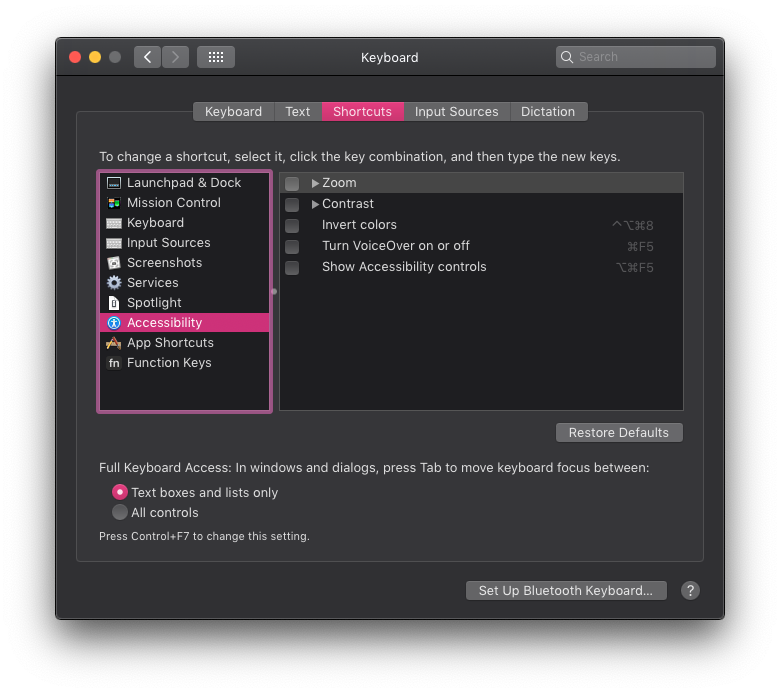 Keyboard
Search
Keyboard Text Shortcuts Input Sources Dictation
To change a shortcut, select it, click the key combination, and then type the new keys.
Launchpad & Dock
Mission Control
Keyboard
Input Sources
Screenshots
Services
Spotlight
Accessibility
App Shortcuts
fn Function Keys
Zoom
Contrast
Invert colors ^⌥⌘8
Turn VoiceOver on or off ⌘F5
Show Accessibility controls ⌥⌘F5
Restore Defaults
Full Keyboard Access: In windows and dialogs, press Tab to move keyboard focus between:
Text boxes and lists only
All controls
Press Control+F7 to change this setting.
Set Up Bluetooth Keyboard... ?